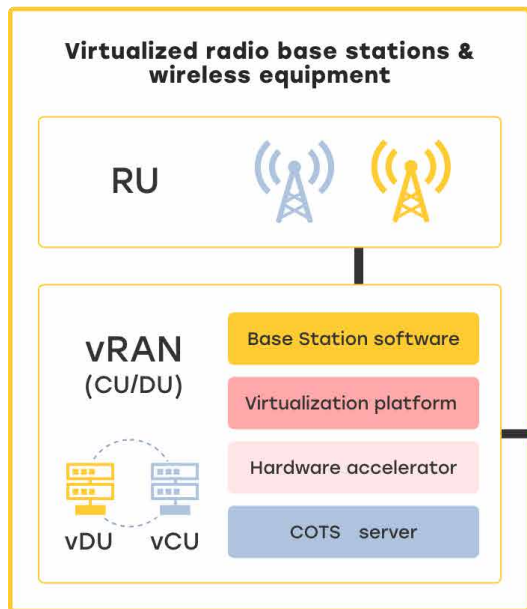 Virtualized radio base stations &
wireless equipment
RU
vRAN
(CU/DU)
Base Station software
Virtualization platform
Hardware accelerator
COTS server
vDU
vCU